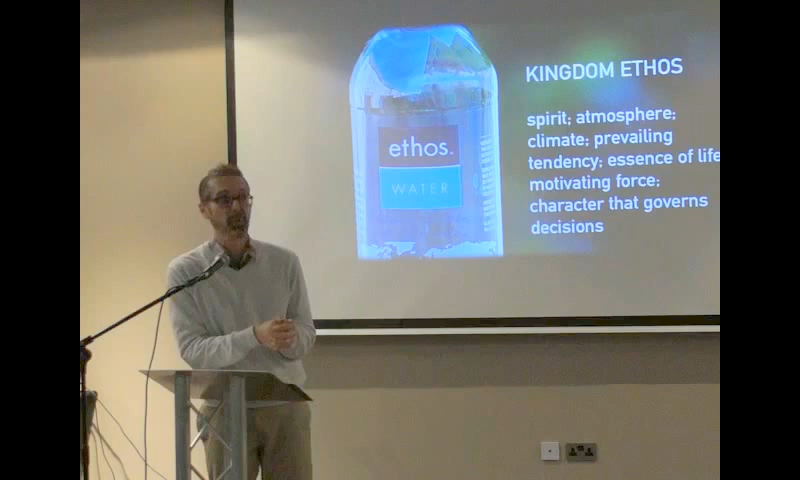 KINGDOM ETHOS
spirit; atmosphere;
climate; prevailing
tendency; essence of life
motivating force;
character that governs
decisions
ethos.
WATER